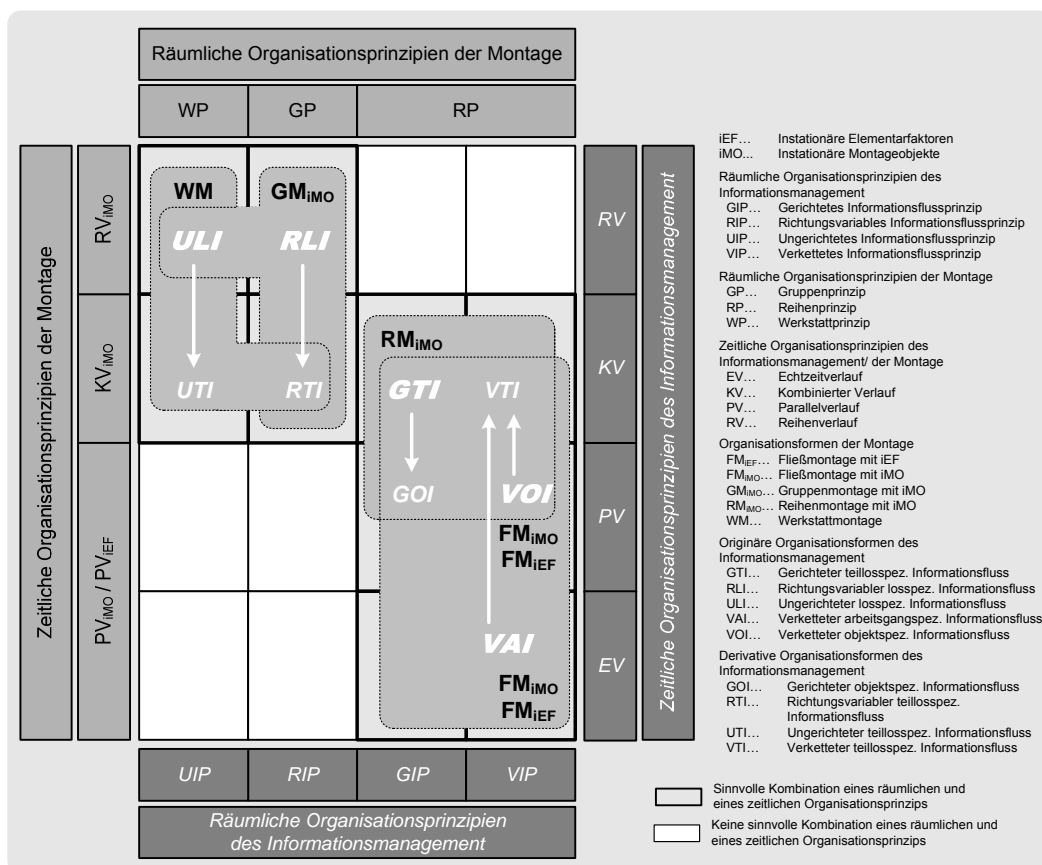 Räumliche Organisationsprinzipien der Montage
WP
GP
RP
Zeitliche Organisationsprinzipien der Montage
RViMO
KViMO
PViMO / PViEF
WM
GMiMO
ULI
RLI
UTI
RTI
RMiMO
GTI
VTI
GOI
VOI
FMiMO
FMiEF
VAI
FMiMO
FMiEF
RV
KV
PV
EV
Zeitliche Organisationsprinzipien des Informationsmanagement
UIP
RIP
GIP
VIP
Räumliche Organisationsprinzipien
des Informationsmanagement
iEF… Instationäre Elementarfaktoren
iMO... Instationäre Montageobjekte
Räumliche Organisationsprinzipien des
Informationsmanagement
GIP… Gerichtetes Informationsflussprinzip
RIP… Richtungsvariables Informationsflussprinzip
UIP… Ungerichtetes Informationsflussprinzip
VIP… Verkettetes Informationsflussprinzip
Räumliche Organisationsprinzipien der Montage
GP… Gruppenprinzip
RP… Reihenprinzip
WP… Werkstattprinzip
Zeitliche Organisationsprinzipien des
Informationsmanagement/ der Montage
EV… Echtzeitverlauf
KV… Kombinierter Verlauf
PV… Parallelverlauf
RV… Reihenverlauf
Organisationsformen der Montage
FMiEF… Fließmontage mit iEF
FMiMO… Fließmontage mit iMO
GMiMO… Gruppenmontage mit iMO
RMiMO… Reihenmontage mit iMO
WM… Werkstattmontage
Originäre Organisationsformen des
Informationsmanagement
GTI… Gerichteter teillosspez. Informationsfluss
RLI… Richtungsvariabler losspez. Informationsfluss
ULI… Ungerichteter losspez. Informationsfluss
VAI… Verketteter arbeitsgangspez. Informationsfluss
VOI… Verketteter objektspez. Informationsfluss
Derivative Organisationsformen des
Informationsmanagement
GOI… Gerichteter objektspez. Informationsfluss
RTI… Richtungsvariabler teillosspez.
Informationsfluss
UTI… Ungerichteter teillosspez. Informationsfluss
VTI… Verketteter teillosspez. Informationsfluss
Sinnvolle Kombination eines räumlichen und
eines zeitlichen Organisationsprinzips
Keine sinnvolle Kombination eines räumlichen und
eines zeitlichen Organisationsprinzips